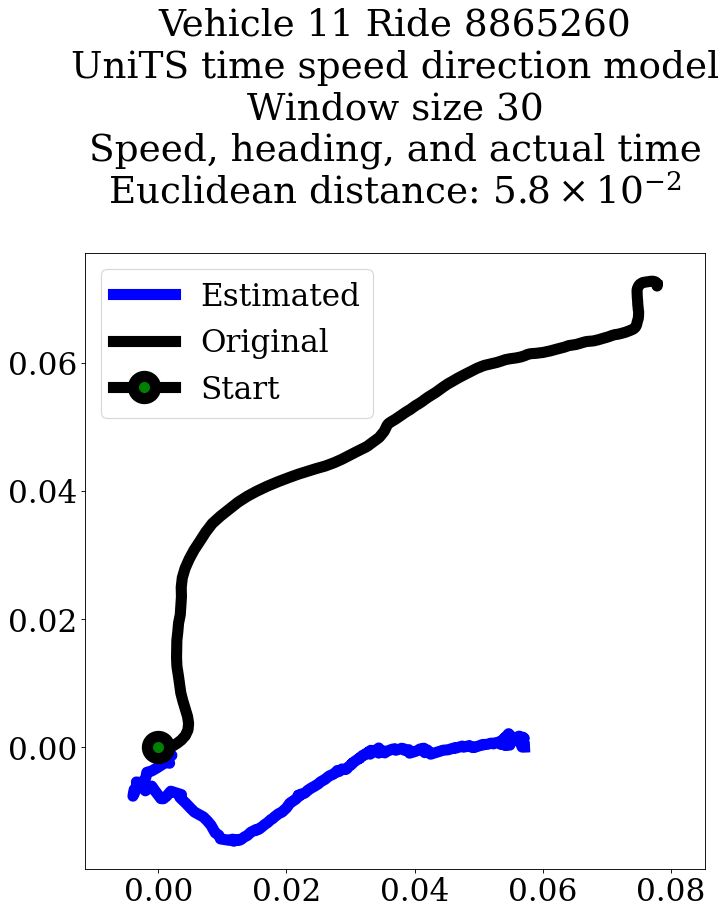 Vehicle 11 Ride 8865260
UniTS time speed direction model
Window size 30
Speed, heading, and actual time
Euclidean distance: 5.8 × 10⁻²
Estimated
Original
Start
0.06
0.04
0.02
0.00
0.00 0.02 0.04 0.06 0.08